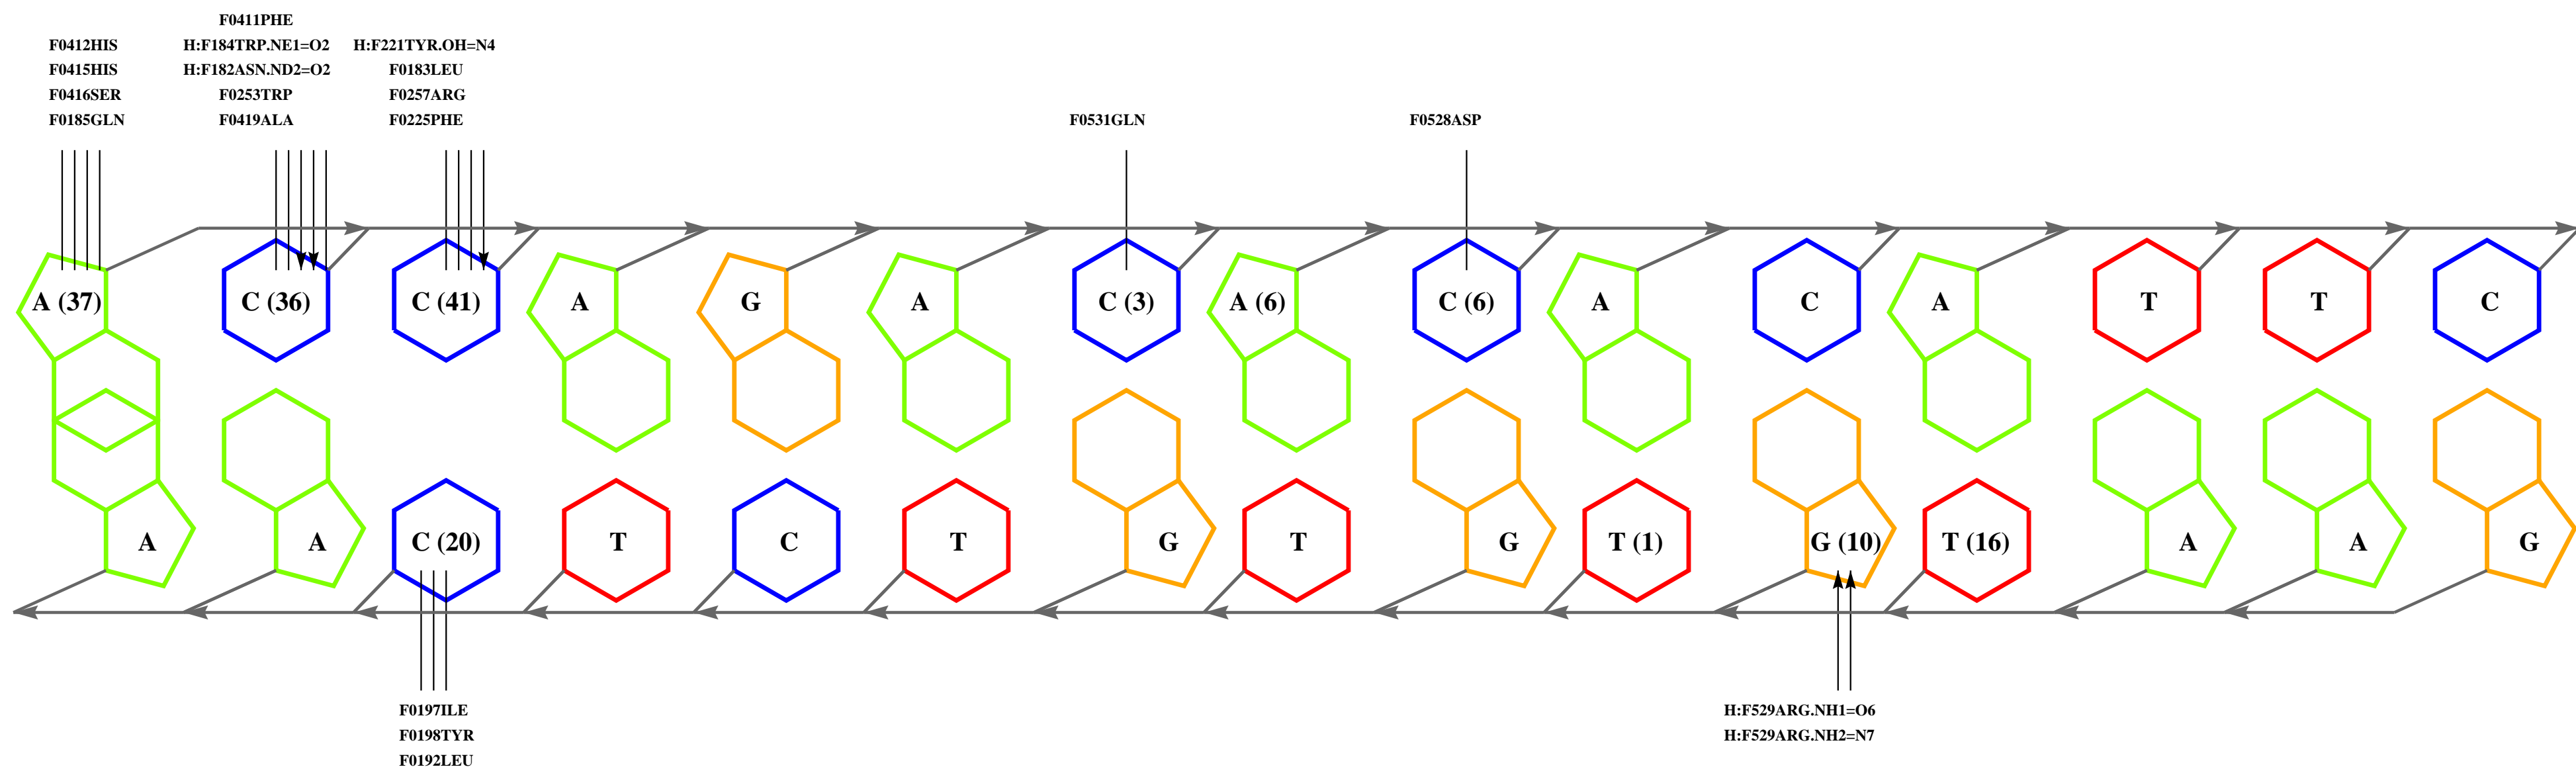 F0411PHE
F0412HIS H:F184TRP.NE1=O2 H:F221TYR.OH=N4
F0415HIS H:F182ASN.ND2=O2 F0183LEU
F0416SER F0253TRP F0257ARG
F0185GLN F0419ALA F0225PHE F0531GLN F0528ASP
A (37) C (36) C (41) A G A C (3) A (6) C (6) A C A T T C
A A C (20) T C T G T G T (1) G (10) T (16) A A G
F0197ILE H:F529ARG.NH1=O6
F0198TYR H:F529ARG.NH2=N7
F0192LEU